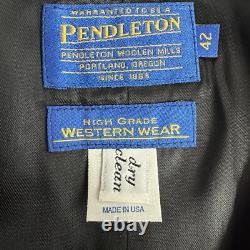 WARRANTED TO BE A
PENDLETON
PENDLETON WOOLEN MILLS
PORTLAND, OREGON
SINCE 1863
42
HIGH GRADE
WESTERN WEAR
dry
clean
MADE IN USA